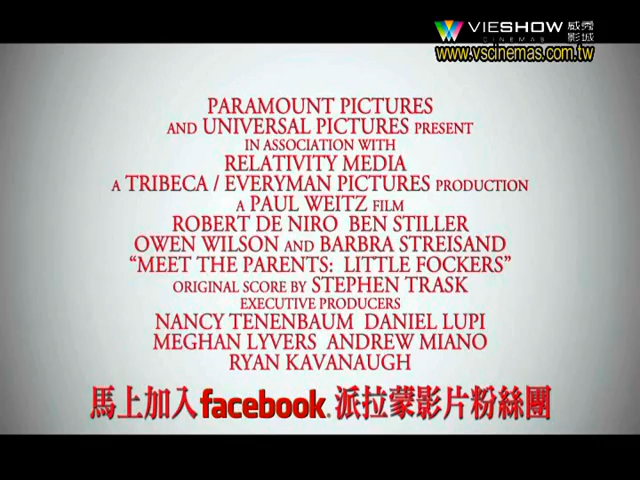 VIESHOW 威秀
CINEMAS 影城
www.vscinemas.com.tw
PARAMOUNT PICTURES
AND UNIVERSAL PICTURES PRESENT
IN ASSOCIATION WITH
RELATIVITY MEDIA
A TRIBECA / EVERYMAN PICTURES PRODUCTION
A PAUL WEITZ FILM
ROBERT DE NIRO BEN STILLER
OWEN WILSON AND BARBRA STREISAND
“MEET THE PARENTS: LITTLE FOCKERS”
ORIGINAL SCORE BY STEPHEN TRASK
EXECUTIVE PRODUCERS
NANCY TENENBAUM DANIEL LUPI
MEGHAN LYVERS ANDREW MIANO
RYAN KAVANAUGH
馬上加入facebook®派拉蒙影片粉絲團